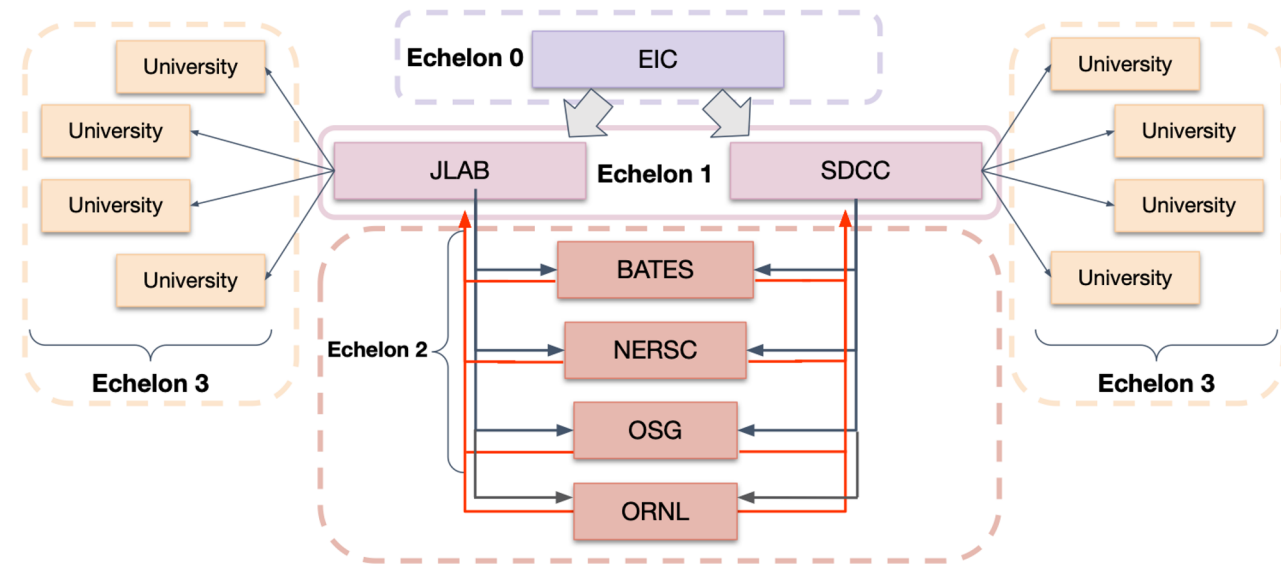 Echelon 0
EIC
University
University
University
University
Echelon 3
JLAB
Echelon 1
SDCC
Echelon 2
BATES
NERSC
OSG
ORNL
University
University
University
University
Echelon 3